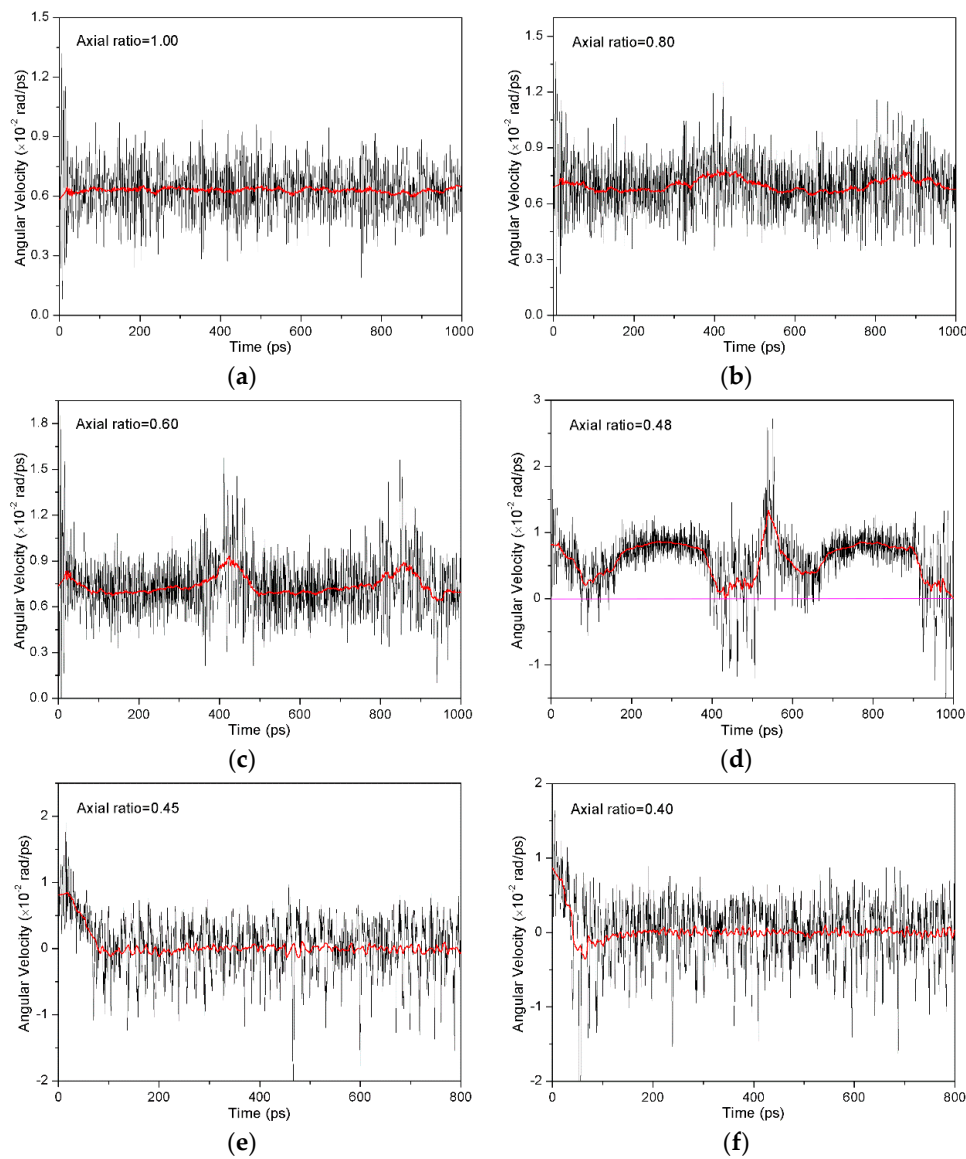 Axial ratio=1.00
Angular Velocity (×10⁻² rad/ps)
1.5
1.2
0.9
0.6
0.3
0.0
0 200 400 600 800 1000
Time (ps)
(a)
Axial ratio=0.80
Angular Velocity (×10⁻² rad/ps)
1.5
1.2
0.9
0.6
0.3
0.0
0 200 400 600 800 1000
Time (ps)
(b)
Axial ratio=0.60
Angular Velocity (×10⁻² rad/ps)
1.8
1.5
1.2
0.9
0.6
0.3
0.0
0 200 400 600 800 1000
Time (ps)
(c)
Axial ratio=0.48
Angular Velocity (×10⁻² rad/ps)
3
2
1
0
-1
0 200 400 600 800 1000
Time (ps)
(d)
Axial ratio=0.45
Angular Velocity (×10⁻² rad/ps)
2
1
0
-1
-2
0 200 400 600 800
Time (ps)
(e)
Axial ratio=0.40
Angular Velocity (×10⁻² rad/ps)
2
1
0
-1
-2
0 200 400 600 800
Time (ps)
(f)